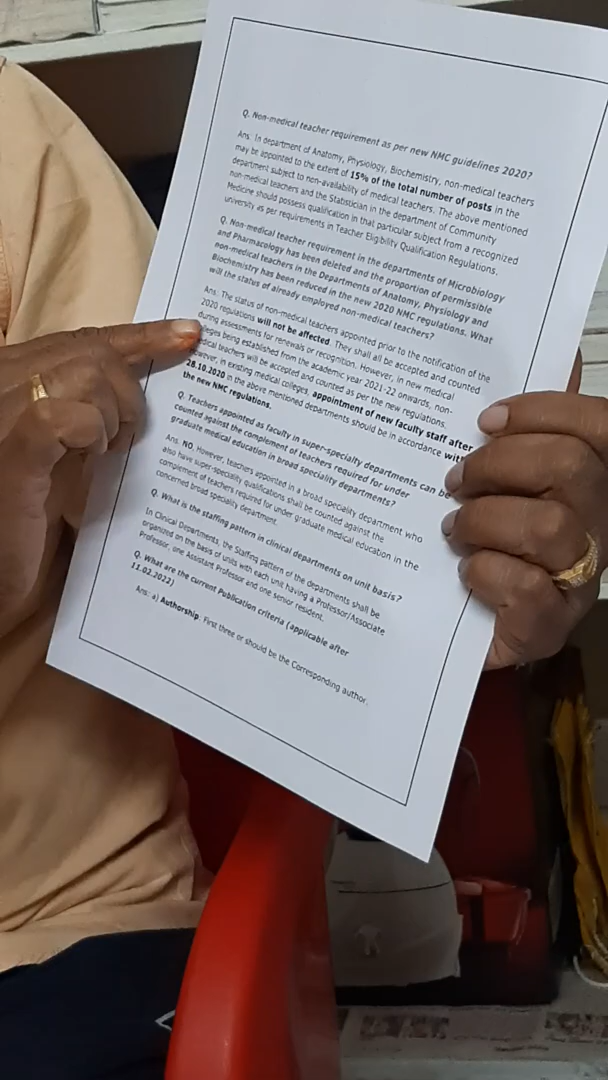 Q. Non-medical teacher requirement as per new NMC guidelines 2020?
Ans: In department of Anatomy, Physiology, Biochemistry, non-medical teachers
may be appointed to the extent of 15% of the total number of posts in the
department subject to non-availability of medical teachers. The above mentioned
non-medical teachers and the Statistician in the department of Community
Medicine should possess qualification in that particular subject from a recognized
university as per requirements in Teacher Eligibility Qualification Regulations.
Q. Non-medical teacher requirement in the departments of Microbiology
and Pharmacology has been deleted and the proportion of permissible
non-medical teachers in the Departments of Anatomy, Physiology and
Biochemistry has been reduced in the new 2020 NMC regulations. What
will the status of already employed non-medical teachers?
Ans: The status of non-medical teachers appointed prior to the notification of the
2020 regulations will not be affected. They shall be accepted and counted
during assessments for renewals or recognition. However, in new medical
leges being established from the academic year 2021-22 onwards, non-
edical teachers will be accepted and counted as per the new regulations.
owever, in existing medical colleges, appointment of new faculty staff after
28.10.2020 in the above mentioned departments should be in accordance with
the new NMC regulations.
Q. Teachers appointed as faculty in super-specialty departments can be
counted against the complement of teachers required for under
graduate medical education in broad speciality departments?
Ans: NO. However, teachers appointed in a broad speciality department who
also have super-speciality qualifications shall be counted against the
complement of teachers required for under graduate medical education in the
concerned broad speciality department.
Q. What is the staffing pattern in clinical departments on unit basis?
In Clinical Departments, the Staffing pattern of the departments shall be
organized on the basis of units with each unit having a Professor/Associate
Professor, one Assistant Professor and one senior resident.
Q. What are the current Publication criteria (applicable after
11.02.2022)
Ans: a) Authorship: First three or should be the Corresponding author.